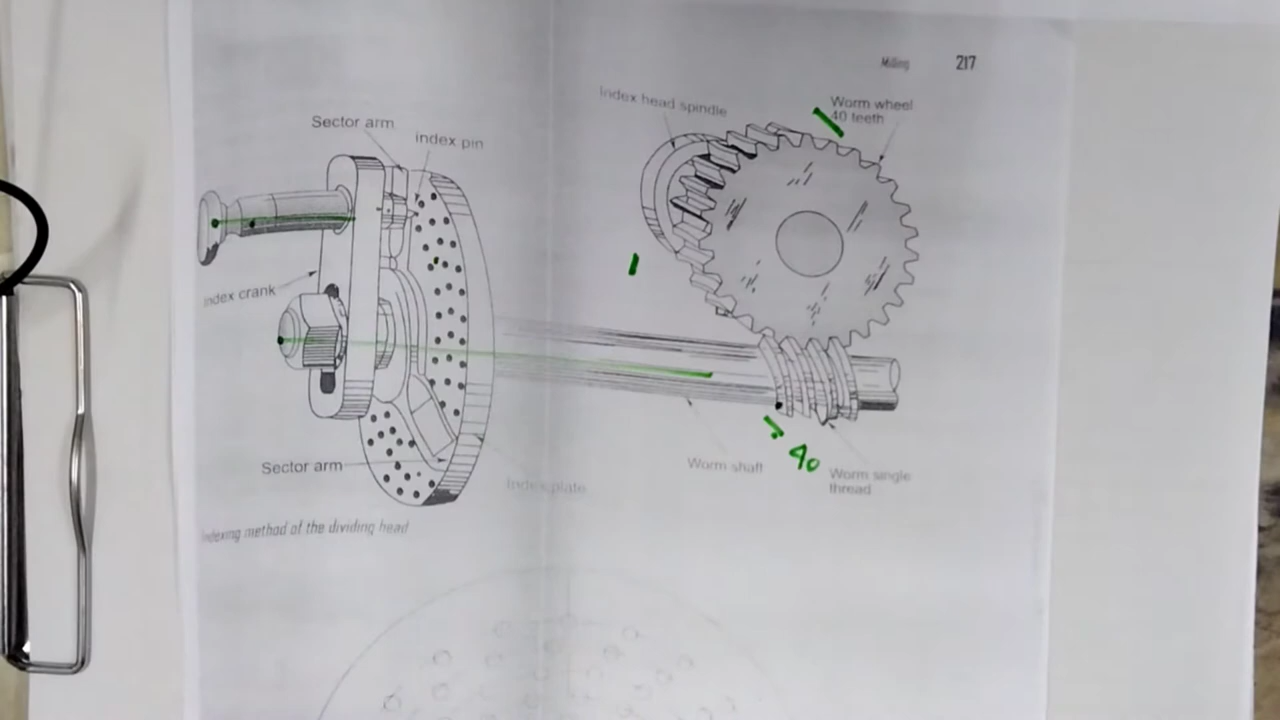 Milling 217
Index head spindle
Worm wheel
40 teeth
Sector arm
index pin
index crank
1
Sector arm
Index plate
Worm shaft
40
Worm single
thread
Indexing method of the dividing head